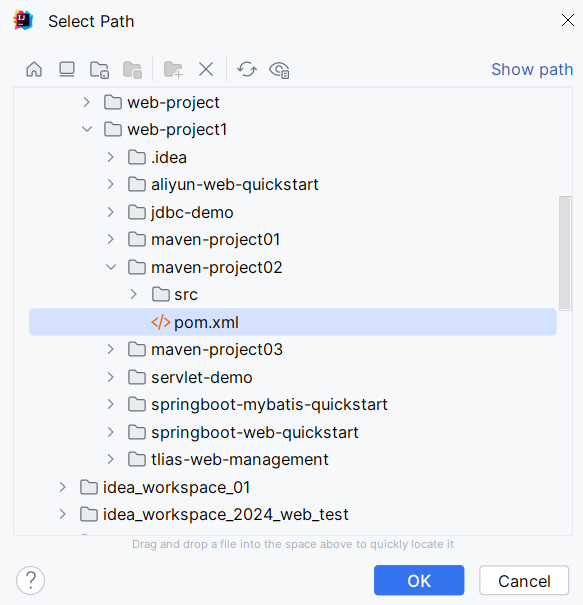 Select Path
Show path
web-project
web-project1
.idea
aliyun-web-quickstart
jdbc-demo
maven-project01
maven-project02
src
</> pom.xml
maven-project03
servlet-demo
springboot-mybatis-quickstart
springboot-web-quickstart
tlias-web-management
idea_workspace_01
idea_workspace_2024_web_test
Drag and drop a file into the space above to quickly locate it
? OK Cancel